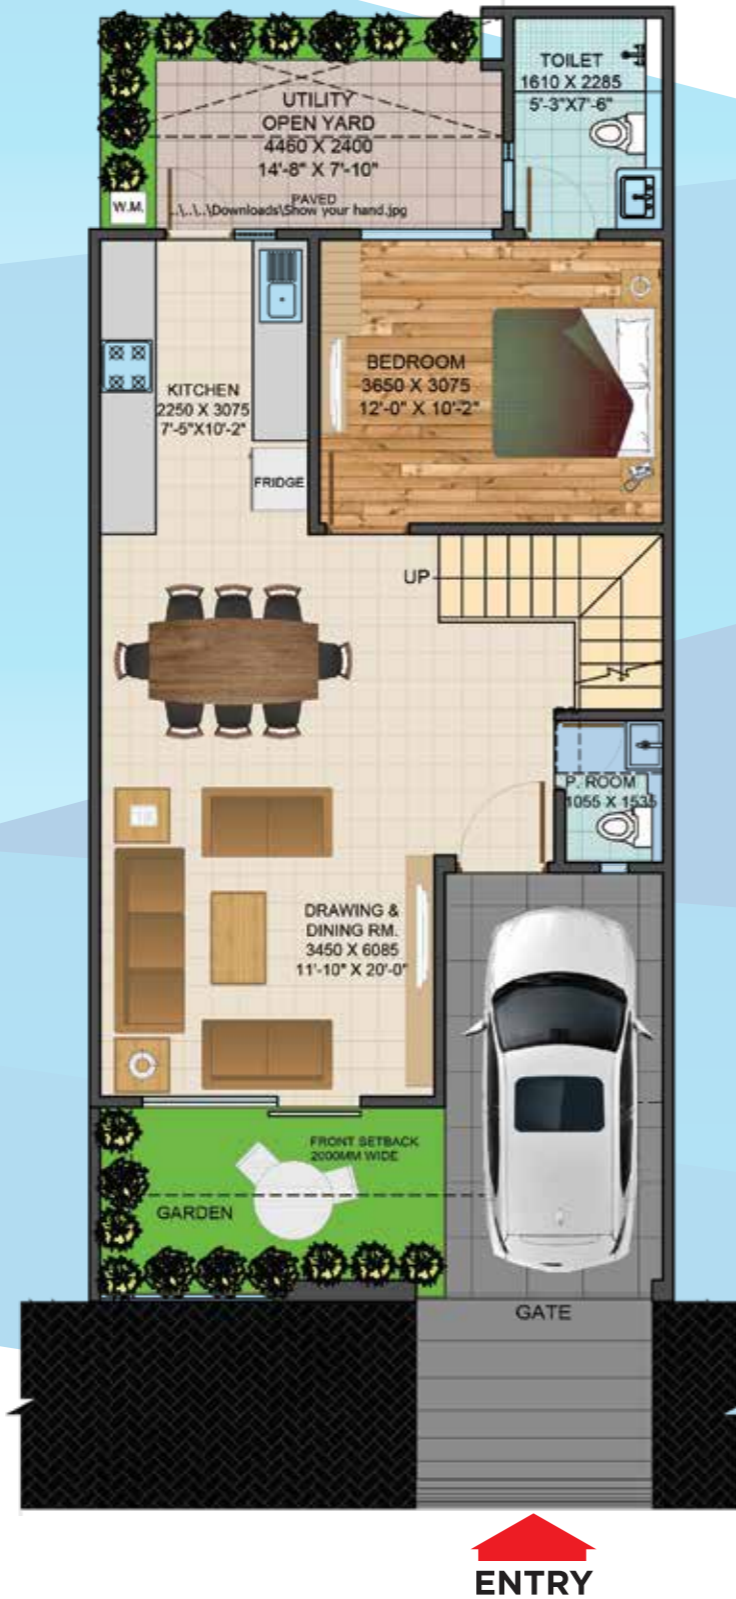 TOILET
1610 X 2285
5'-3"X7'-6"
UTILITY
OPEN YARD
4460 X 2400
14'-8" X 7'-10"
PAVED
..\..\..\Downloads\Show your hand.jpg
W.M.
BEDROOM
3650 X 3075
12'-0" X 10'-2"
KITCHEN
2250 X 3075
7'-5"X10'-2"
FRIDGE
UP
P. ROOM
1055 X 1535
DRAWING &
DINING RM.
3450 X 6085
11'-10" X 20'-0"
FRONT SETBACK
2000MM WIDE
GARDEN
GATE
ENTRY